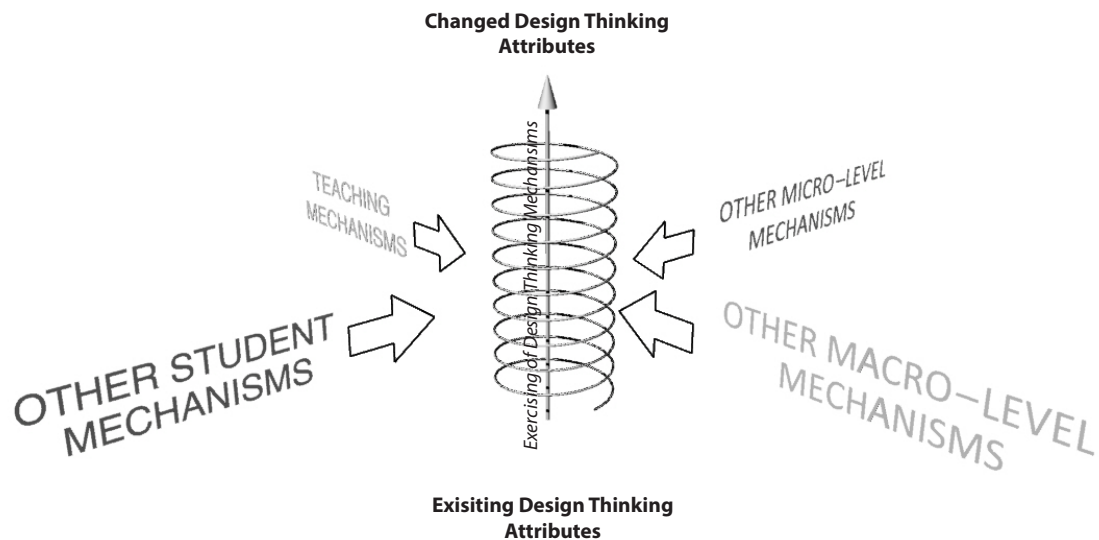 Changed Design Thinking
Attributes
Exercising of Design Thinking Mechansims
TEACHING
MECHANISMS
OTHER MICRO–LEVEL
MECHANISMS
OTHER STUDENT
MECHANISMS
OTHER MACRO–LEVEL
MECHANISMS
Exisiting Design Thinking
Attributes